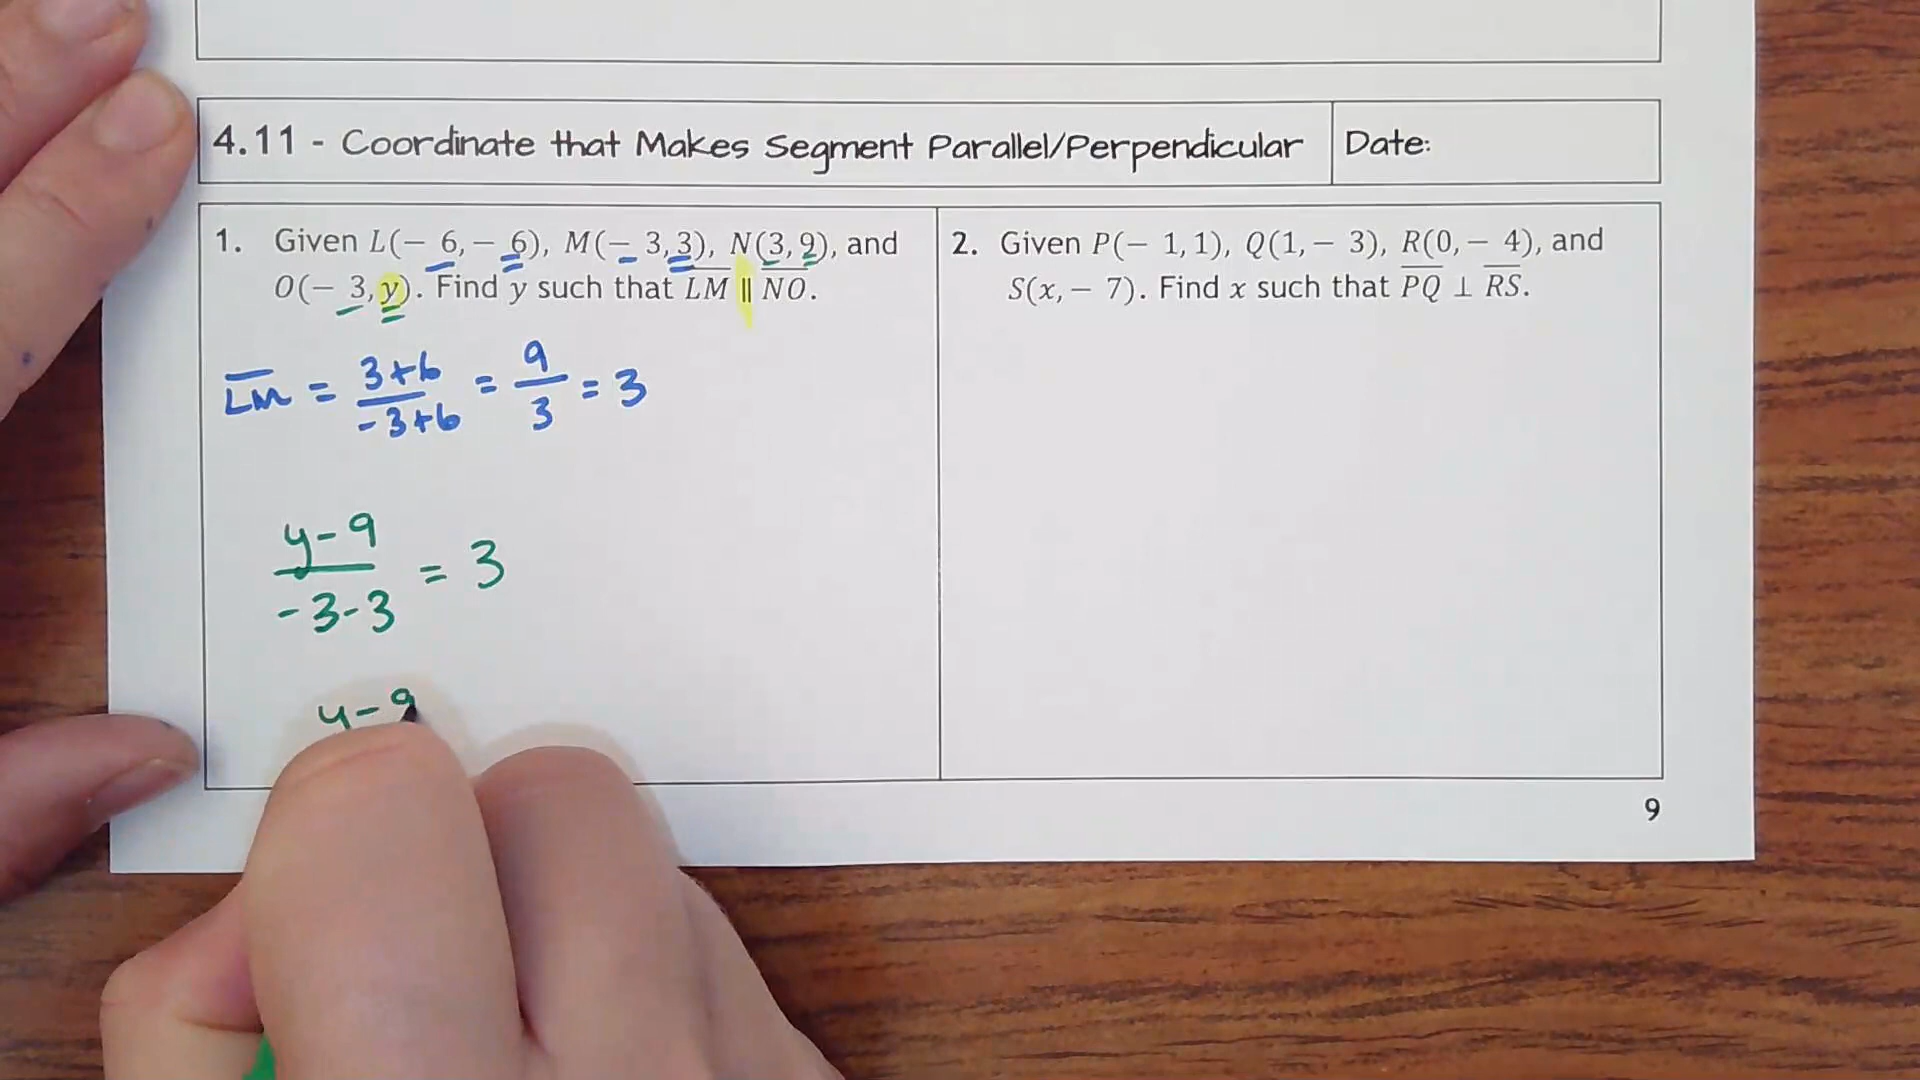 4.11 - Coordinate that Makes Segment Parallel/Perpendicular
Date:
1. Given L(− 6,− 6), M(− 3,3), N(3,9), and
O(− 3,y). Find y such that LM ∥ NO.
LM = 3+6 / -3+6 = 9/3 = 3
y-9 / -3-3 = 3
y-9
2. Given P(− 1,1), Q(1,− 3), R(0,− 4), and
S(x,− 7). Find x such that PQ ⊥ RS.
9